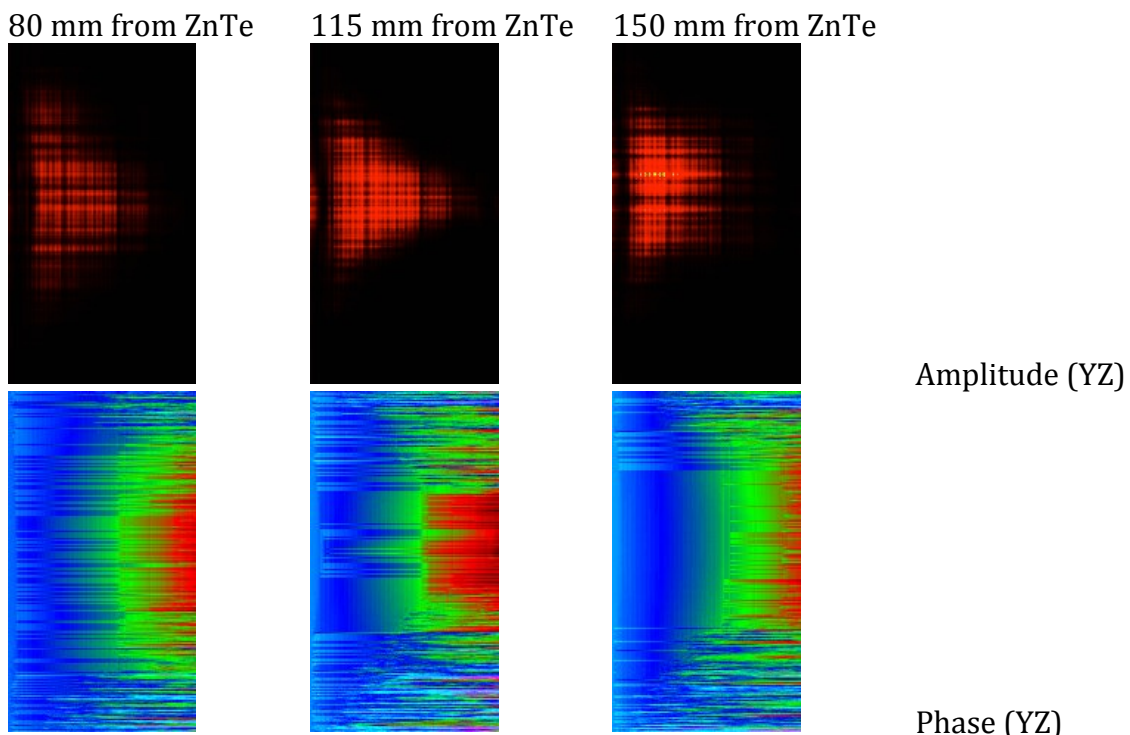 80 mm from ZnTe
115 mm from ZnTe
150 mm from ZnTe
Amplitude (YZ)
Phase (YZ)